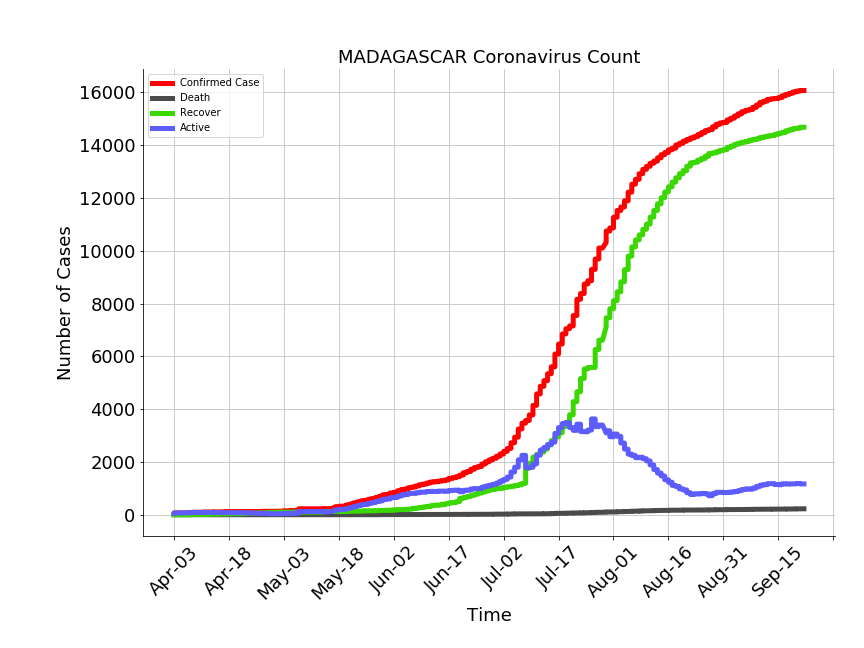 MADAGASCAR Coronavirus Count
Confirmed Case
Death
Recover
Active
Number of Cases
16000
14000
12000
10000
8000
6000
4000
2000
0
Apr-03
Apr-18
May-03
May-18
Jun-02
Jun-17
Jul-02
Jul-17
Aug-01
Aug-16
Aug-31
Sep-15
Time